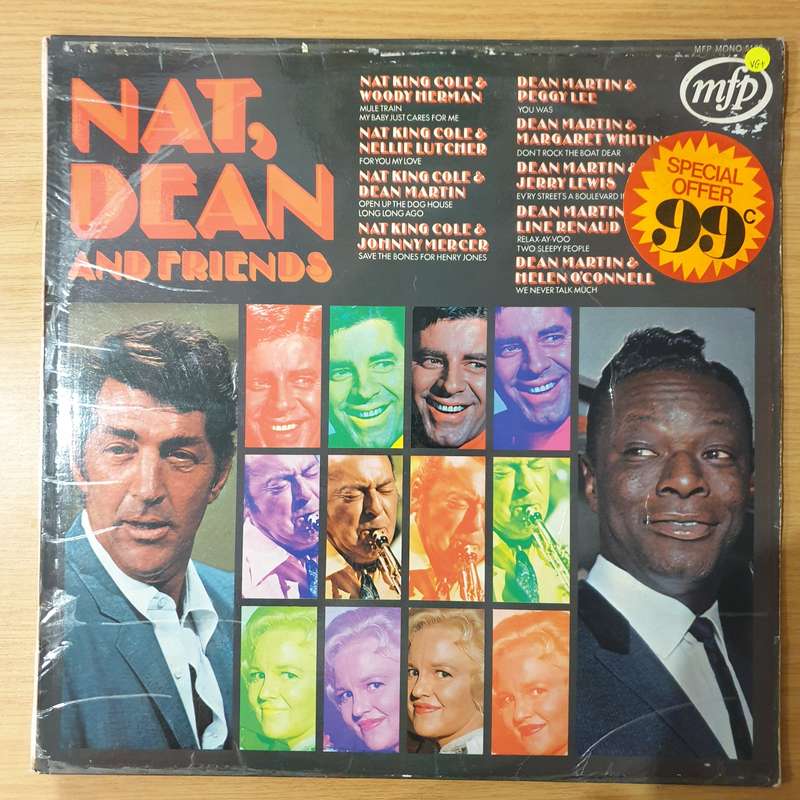 MFP MONO
VG+
mfp
NAT,
DEAN
AND FRIENDS
NAT KING COLE &
WOODY HERMAN
MULE TRAIN
MY BABY JUST CARES FOR ME
NAT KING COLE &
NELLIE LUTCHER
FOR YOU MY LOVE
NAT KING COLE &
DEAN MARTIN
OPEN UP THE DOG HOUSE
LONG LONG AGO
NAT KING COLE &
JOHNNY MERCER
SAVE THE BONES FOR HENRY JONES
DEAN MARTIN &
PEGGY LEE
YOU WAS
DEAN MARTIN &
MARGARET WHITIN
DON'T ROCK THE BOAT DEAR
DEAN MARTIN &
JERRY LEWIS
EV'RY STREET'S A BOULEVARD
DEAN MARTIN
LINE RENAUD
RELAX-AY-VOO
TWO SLEEPY PEOPLE
DEAN MARTIN &
HELEN O'CONNELL
WE NEVER TALK MUCH
SPECIAL
OFFER
99c